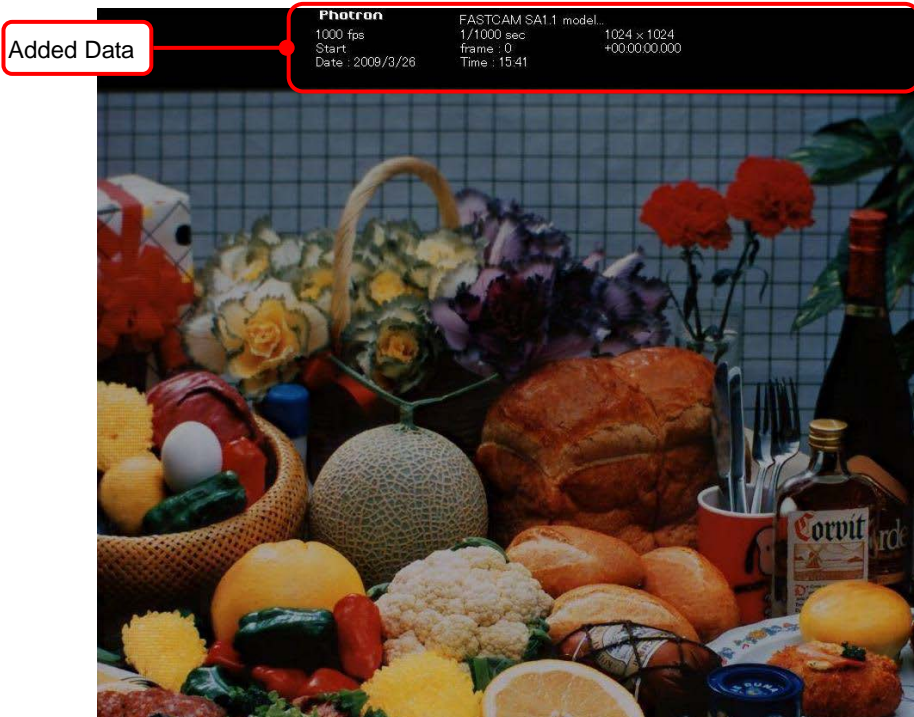 Added Data
Photron
FASTCAM SA1.1 model...
1000 fps 1/1000 sec 1024 × 1024
Start frame : 0 +00:00:00.000
Date : 2009/3/26 Time : 15:41
Corvit
rde